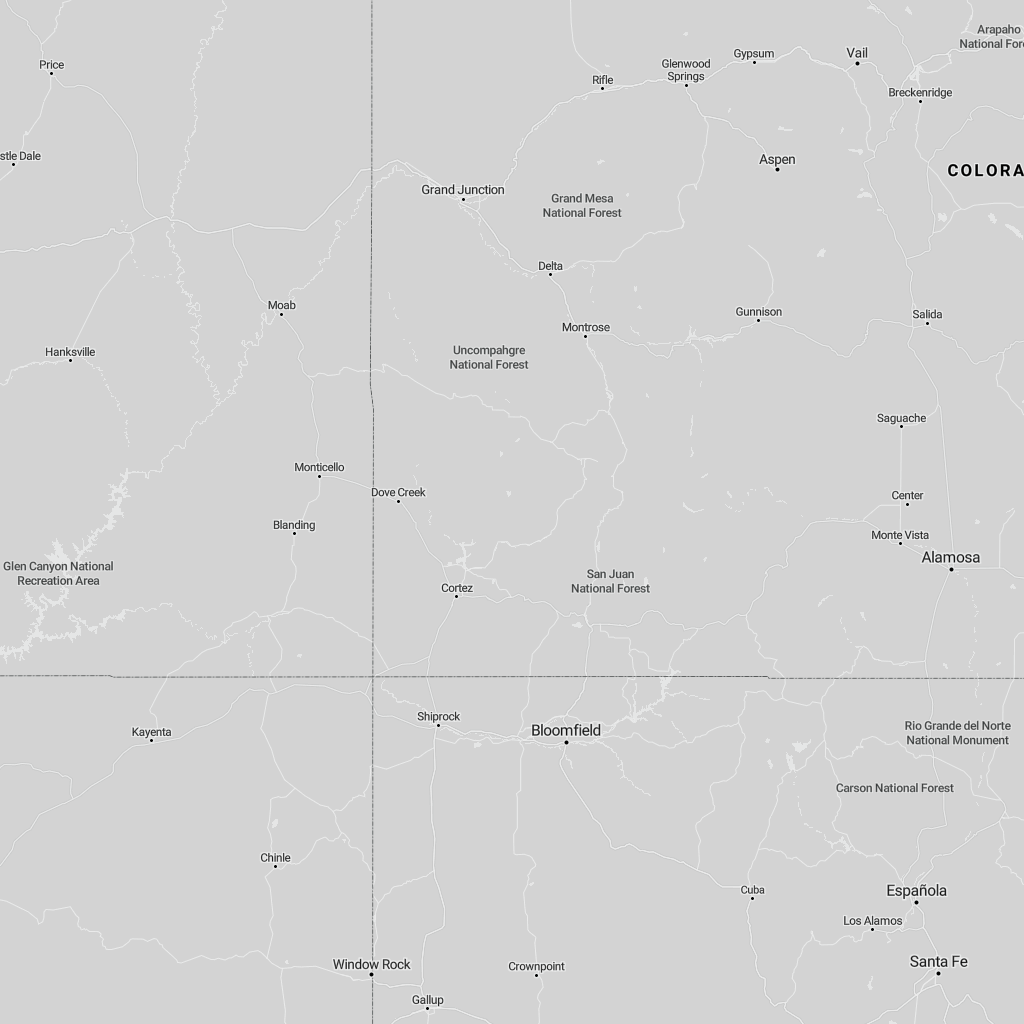 Arapaho
Price
Gypsum
Vail
Glenwood
Springs
Rifle
Breckenridge
stle Dale
Aspen
COLORA
Grand Junction
Grand Mesa
National Forest
Delta
Moab
Gunnison
Salida
Montrose
Hanksville
Uncompahgre
National Forest
Saguache
Monticello
Dove Creek
Center
Blanding
Monte Vista
Alamosa
Glen Canyon National
Recreation Area
San Juan
National Forest
Cortez
Shiprock
Kayenta
Bloomfield
Rio Grande del Norte
National Monument
Carson National Forest
Chinle
Cuba
Española
Los Alamos
Window Rock
Crownpoint
Santa Fe
Gallup
National Fore